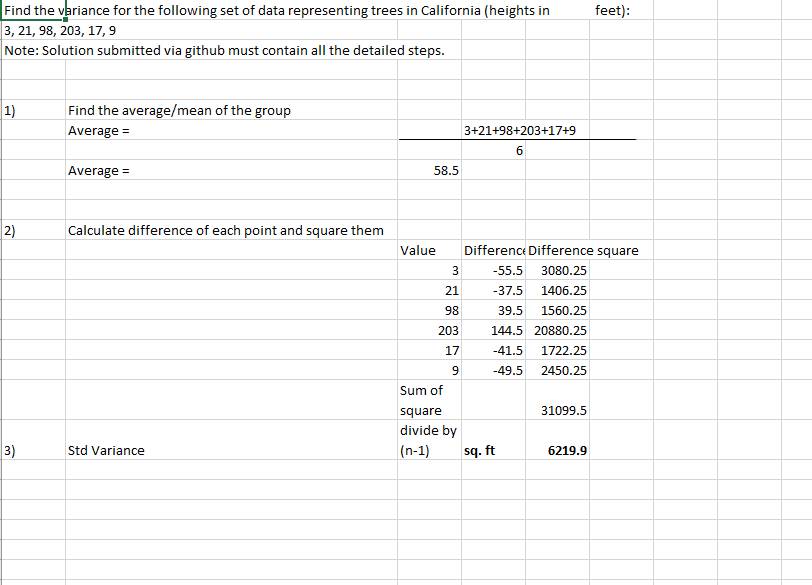 Find the variance for the following set of data representing trees in California (heights in feet):
3, 21, 98, 203, 17, 9
Note: Solution submitted via github must contain all the detailed steps.
1) Find the average/mean of the group
Average = 3+21+98+203+17+9
6
Average = 58.5
2) Calculate difference of each point and square them
Value Difference Difference square
3 -55.5 3080.25
21 -37.5 1406.25
98 39.5 1560.25
203 144.5 20880.25
17 -41.5 1722.25
9 -49.5 2450.25
Sum of
square 31099.5
divide by
3) Std Variance (n-1) sq. ft 6219.9